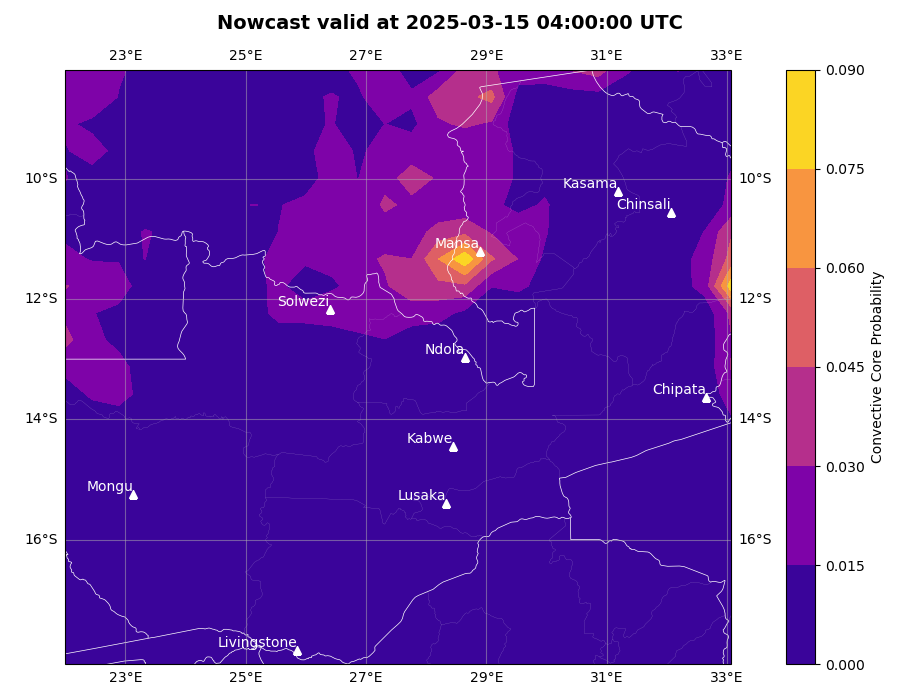 Nowcast valid at 2025-03-15 04:00:00 UTC
23°E 25°E 27°E 29°E 31°E 33°E
0.090
0.075
10°S Kasama 10°S
Chinsali
Mansa
0.060
12°S Solwezi 12°S
Ndola
0.045
Chipata
14°S 14°S
Kabwe
0.030
Mongu
Lusaka
16°S 16°S
0.015
Livingstone
0.000
23°E 25°E 27°E 29°E 31°E 33°E
Convective Core Probability